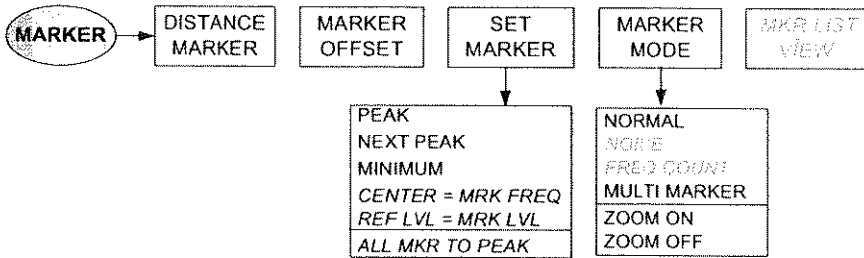 MARKER
DISTANCE
MARKER
MARKER
OFFSET
SET
MARKER
MARKER
MODE
MKR LIST
VIEW
PEAK
NEXT PEAK
MINIMUM
CENTER = MRK FREQ
REF LVL = MRK LVL
ALL MKR TO PEAK
NORMAL
FREQ COUNT
MULTI MARKER
ZOOM ON
ZOOM OFF